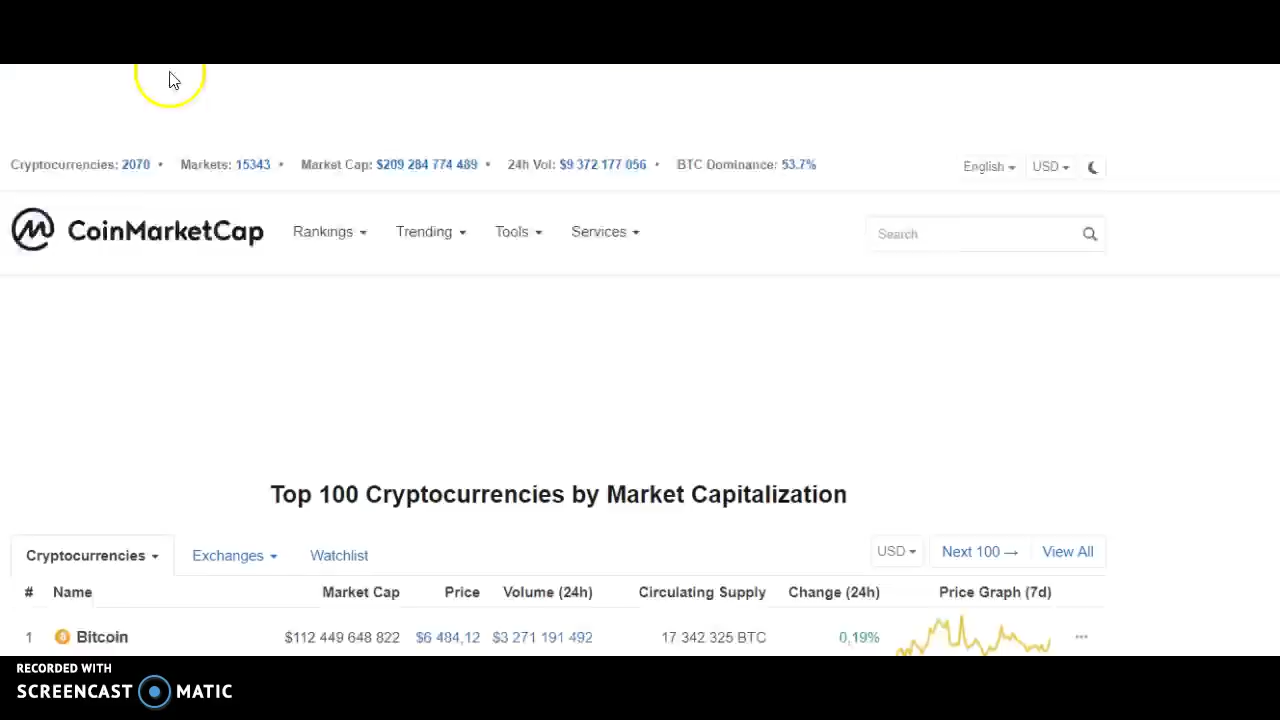 Cryptocurrencies: 2070 • Markets: 15343 • Market Cap: $209 284 774 489 • 24h Vol: $9 372 177 056 • BTC Dominance: 53.7% English USD
CoinMarketCap Rankings Trending Tools Services Search
Top 100 Cryptocurrencies by Market Capitalization
Cryptocurrencies Exchanges Watchlist USD Next 100 → View All
# Name Market Cap Price Volume (24h) Circulating Supply Change (24h) Price Graph (7d)
1 Bitcoin $112 449 648 822 $6 484,12 $3 271 191 492 17 342 325 BTC 0,19%
RECORDED WITH
SCREENCAST MATIC